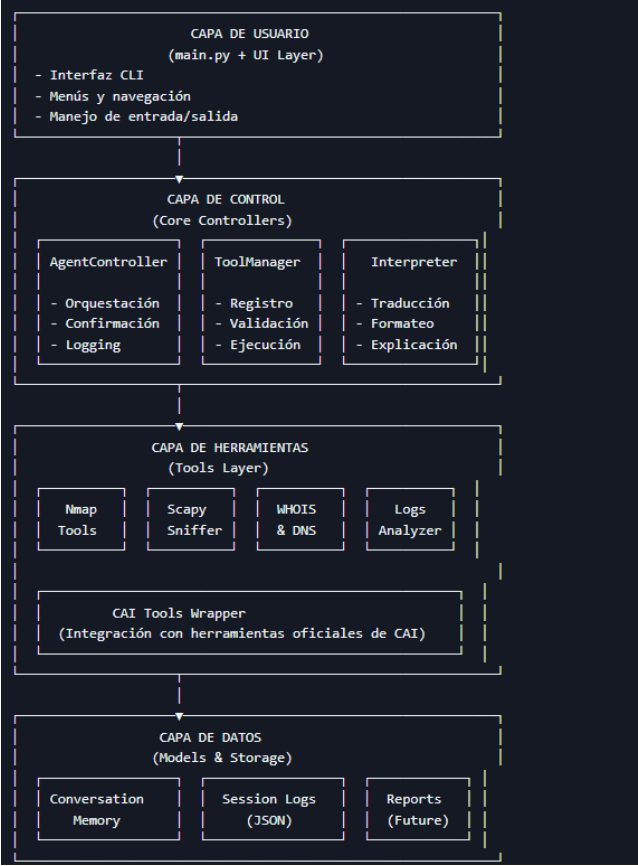 CAPA DE USUARIO
(main.py + UI Layer)
- Interfaz CLI
- Menús y navegación
- Manejo de entrada/salida
CAPA DE CONTROL
(Core Controllers)
AgentController ToolManager Interpreter
- Orquestación - Registro - Traducción
- Confirmación - Validación - Formateo
- Logging - Ejecución - Explicación
CAPA DE HERRAMIENTAS
(Tools Layer)
Nmap Scapy WHOIS Logs
Tools Sniffer & DNS Analyzer
CAI Tools Wrapper
(Integración con herramientas oficiales de CAI)
CAPA DE DATOS
(Models & Storage)
Conversation Session Logs Reports
Memory (JSON) (Future)